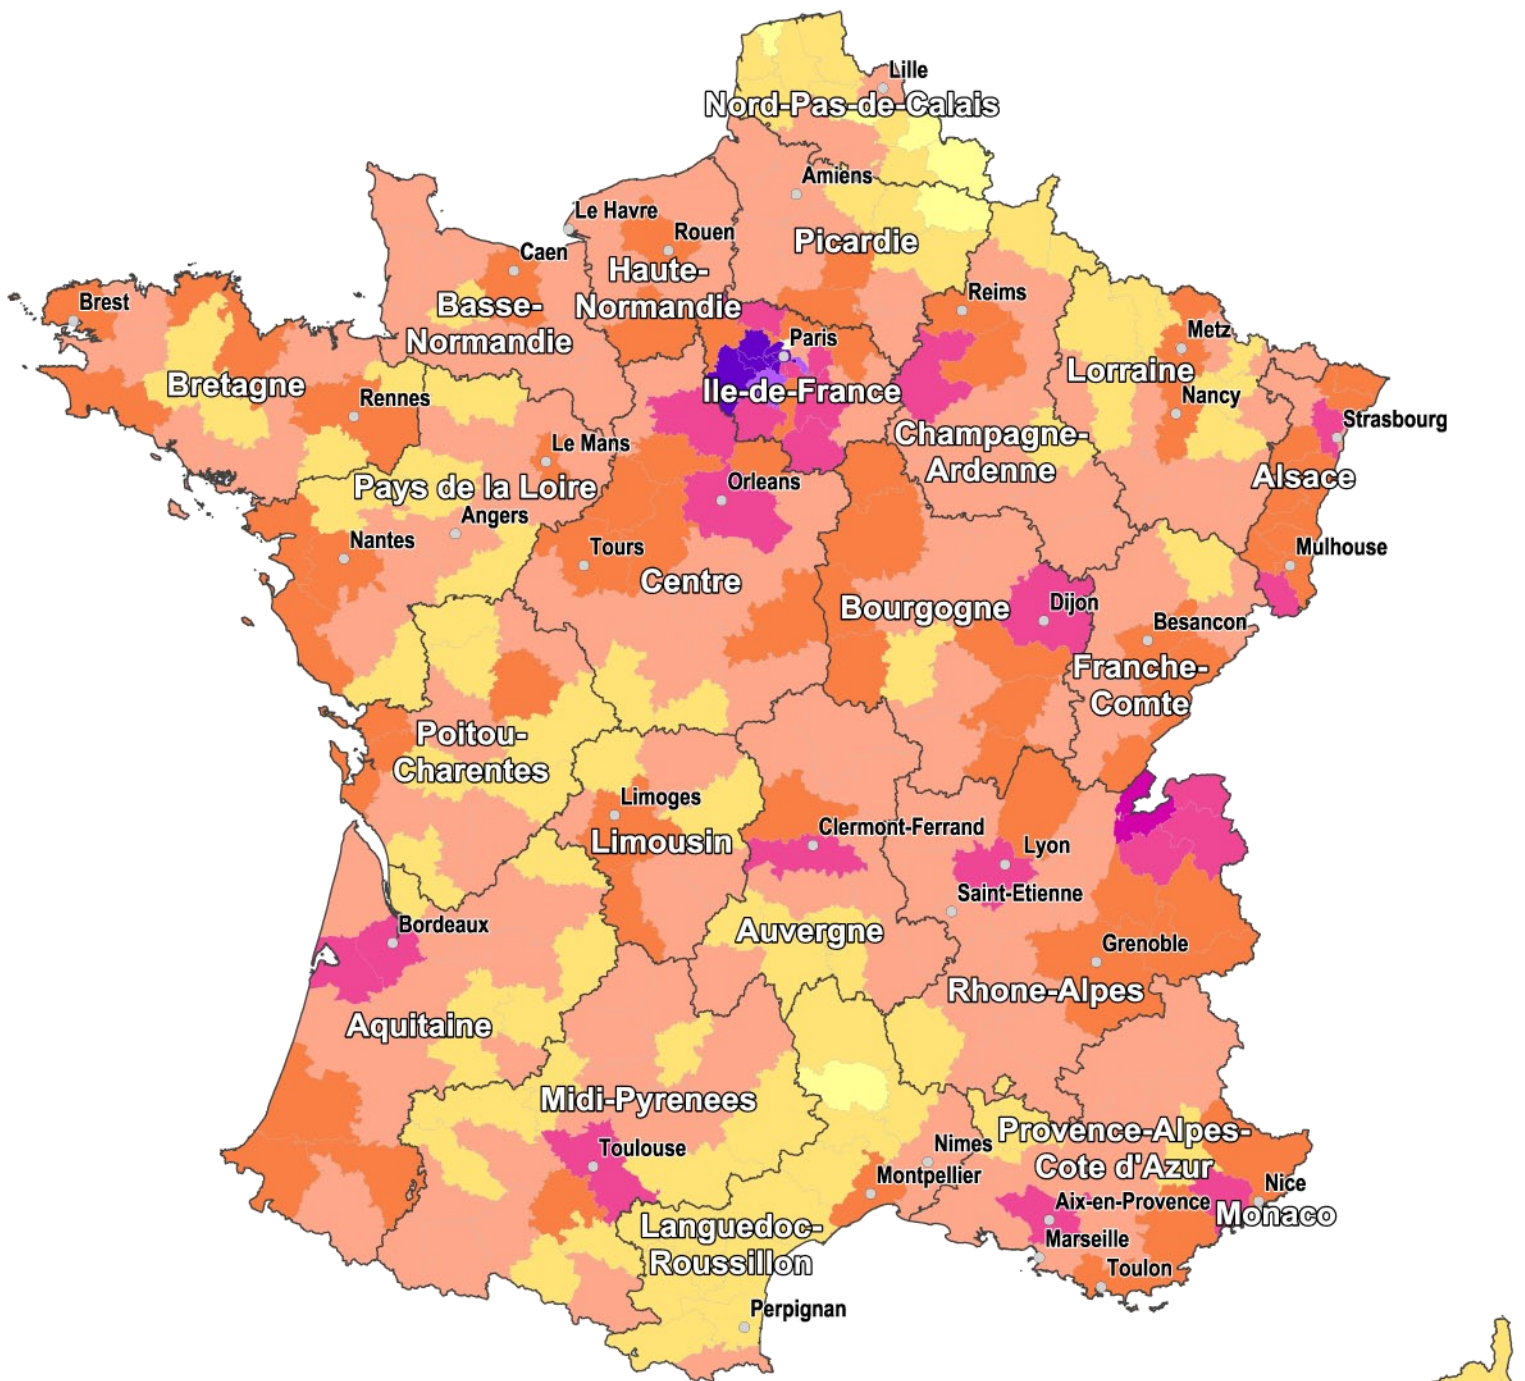 Lille
Nord-Pas-de-Calais
Amiens
Le Havre
Rouen
Picardie
Caen
Haute-
Normandie
Brest
Basse-
Normandie
Reims
Paris
Metz
Bretagne
Rennes
Ile-de-France
Lorraine
Nancy
Strasbourg
Le Mans
Champagne-
Ardenne
Alsace
Pays de la Loire
Orleans
Angers
Nantes
Tours
Mulhouse
Centre
Bourgogne
Dijon
Besancon
Franche-
Comte
Poitou-
Charentes
Limoges
Limousin
Clermont-Ferrand
Lyon
Saint-Etienne
Bordeaux
Auvergne
Grenoble
Rhone-Alpes
Aquitaine
Midi-Pyrenees
Toulouse
Nimes
Montpellier
Provence-Alpes-
Cote d'Azur
Nice
Aix-en-Provence
Monaco
Marseille
Languedoc-
Roussillon
Toulon
Perpignan